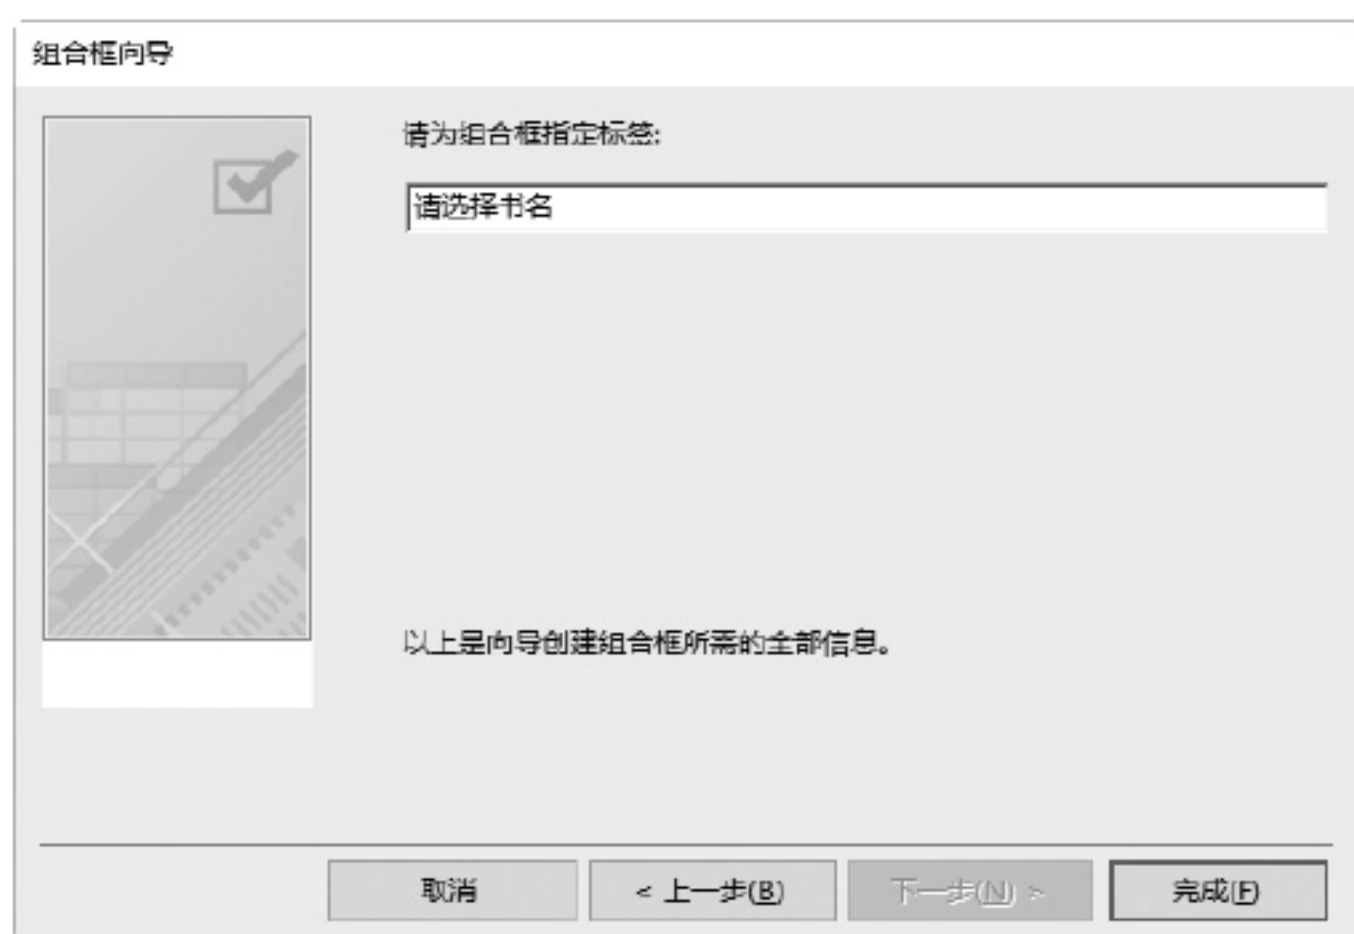 组合框向导
请为组合框指定标签:
请选择书名
以上是向导创建组合框所需的全部信息。
取消 < 上一步(B) 下一步(N) > 完成(F)